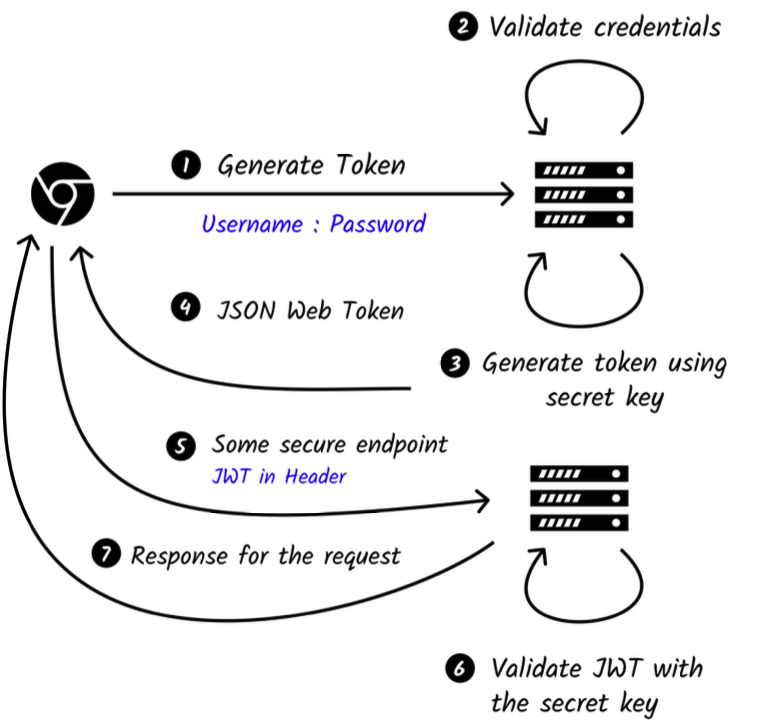 2 Validate credentials
1 Generate Token
Username : Password
4 JSON Web Token
3 Generate token using
secret key
5 Some secure endpoint
JWT in Header
7 Response for the request
6 Validate JWT with
the secret key